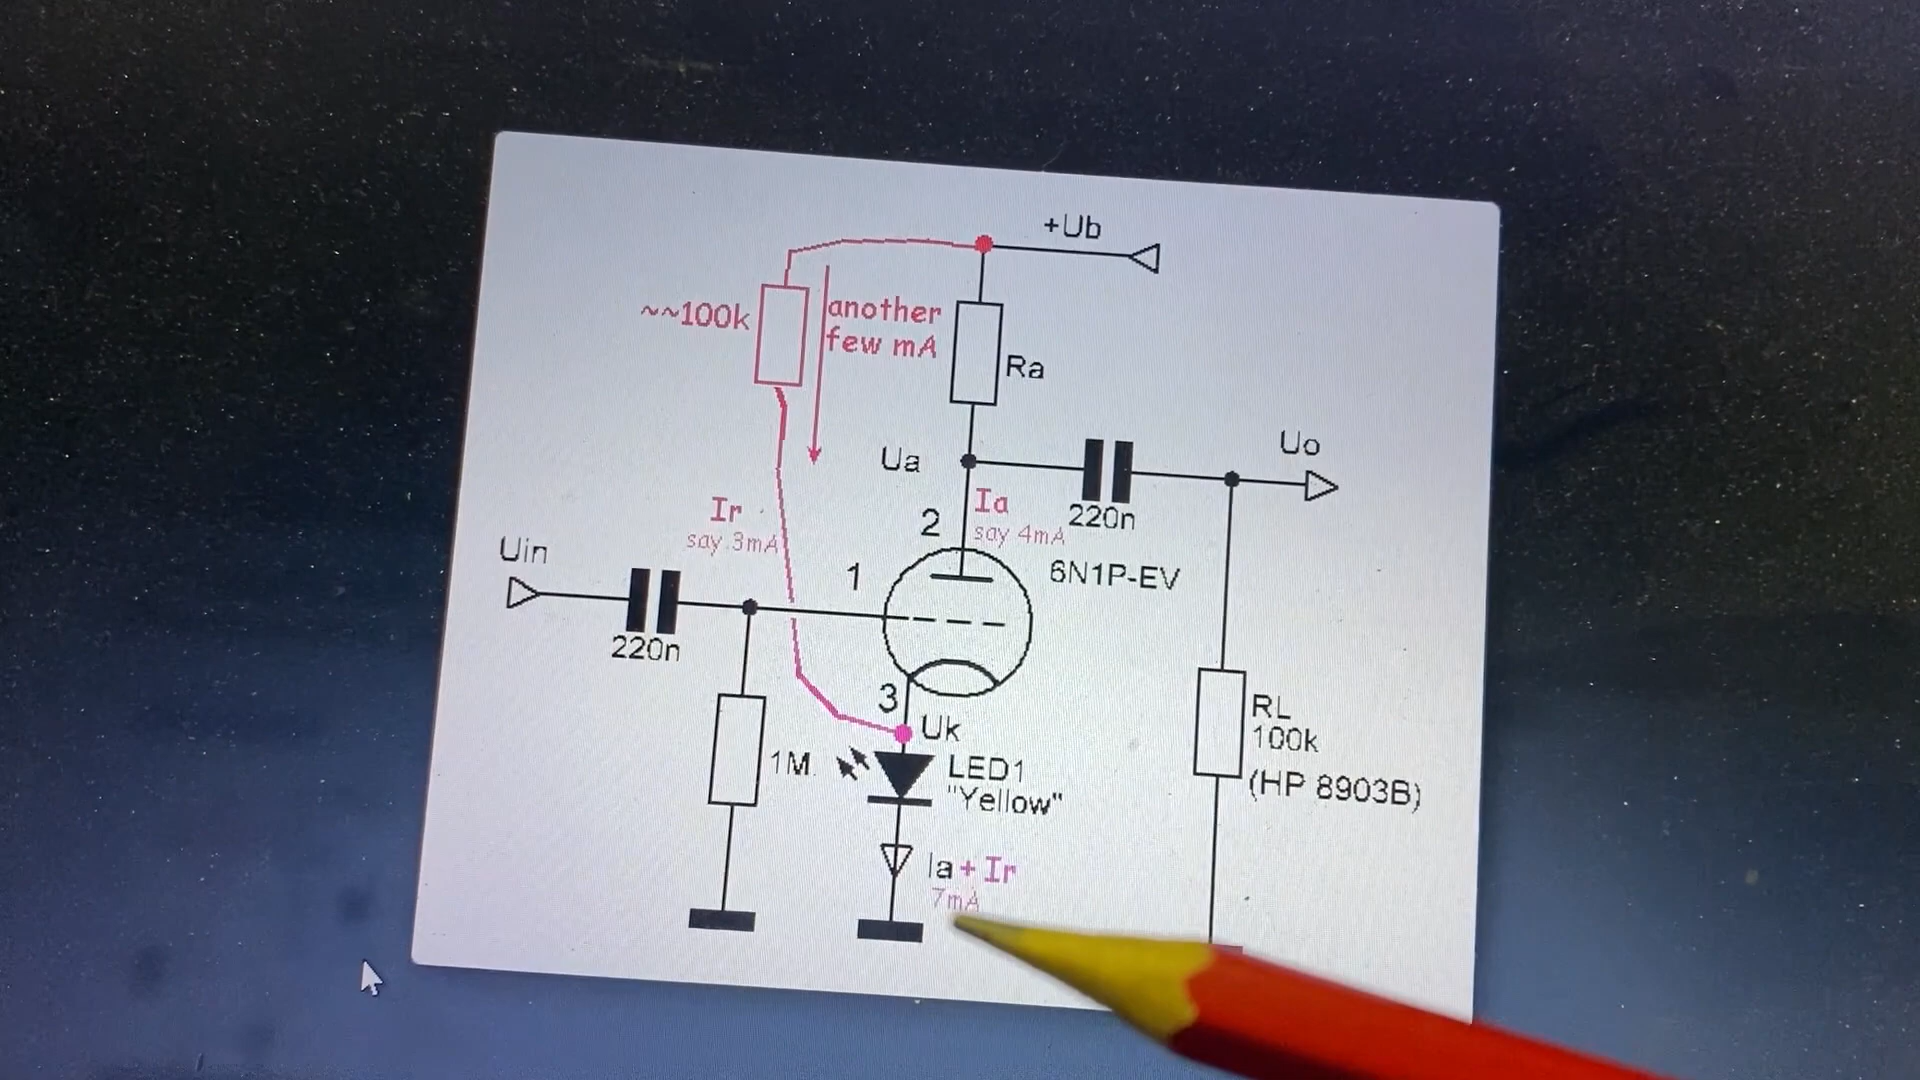 +Ub
~~100k
another
few mA
Ra
Ua
Uo
Ir
say 3mA
2
Ia
say 4mA
220n
Uin
1
6N1P-EV
220n
3
Uk
1M
LED1
"Yellow"
RL
100k
(HP 8903B)
Ia + Ir
7mA